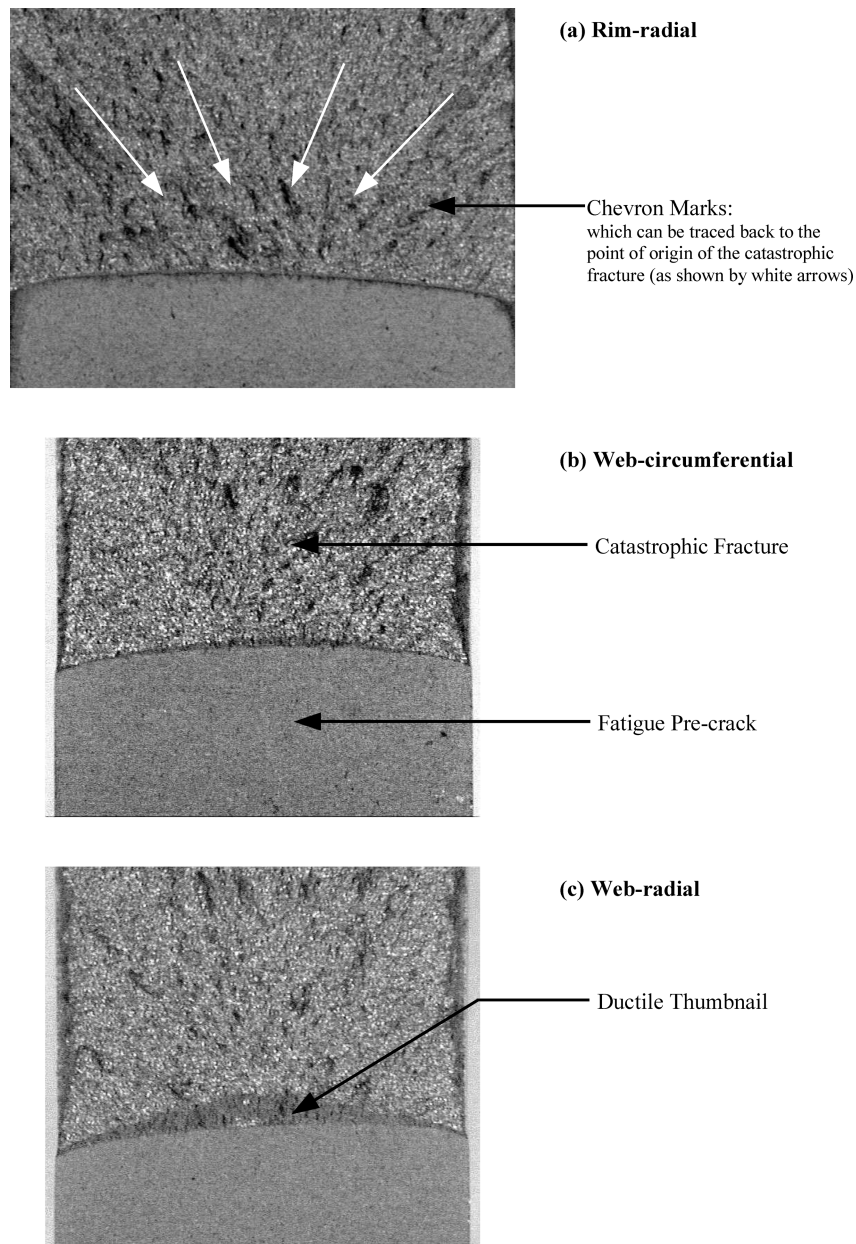 (a) Rim-radial
Chevron Marks:
which can be traced back to the
point of origin of the catastrophic
fracture (as shown by white arrows)
(b) Web-circumferential
Catastrophic Fracture
Fatigue Pre-crack
(c) Web-radial
Ductile Thumbnail